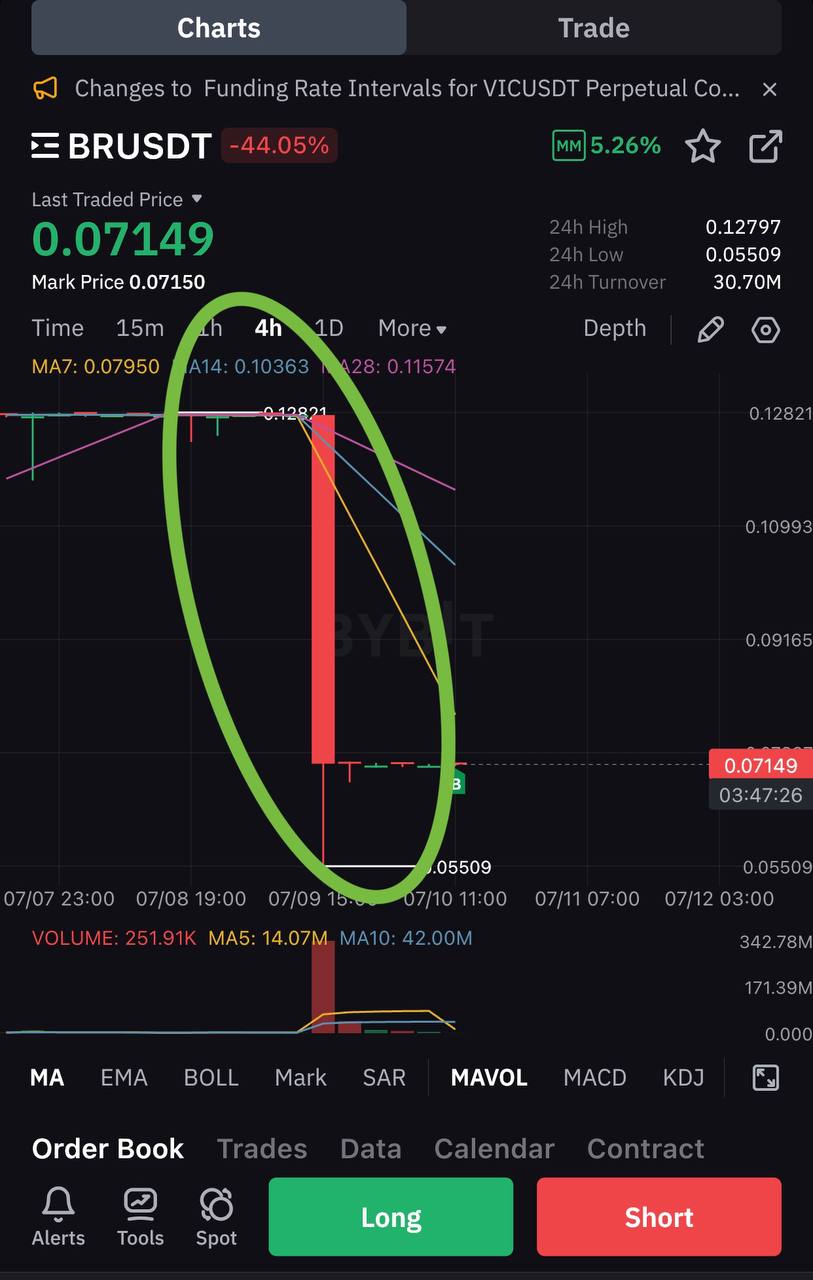 Charts Trade
Changes to Funding Rate Intervals for VICUSDT Perpetual Co... ×
BRUSDT -44.05% MM 5.26%
Last Traded Price
0.07149
Mark Price 0.07150
24h High 0.12797
24h Low 0.05509
24h Turnover 30.70M
Time 15m 4h 1D More Depth
MA7: 0.07950 0.10363 0.11574
0.12821
0.12821
0.10993
0.09165
BYBIT
0.07149
B
03:47:26
0.05509
0.05509
07/07 23:00 07/08 19:00 07/09 07/10 11:00 07/11 07:00 07/12 03:00
VOLUME: 251.91K MA5: 14.07M MA10: 42.00M
342.78M
171.39M
0.000
MA EMA BOLL Mark SAR MAVOL MACD KDJ
Order Book Trades Data Calendar Contract
Alerts Tools Spot Long Short